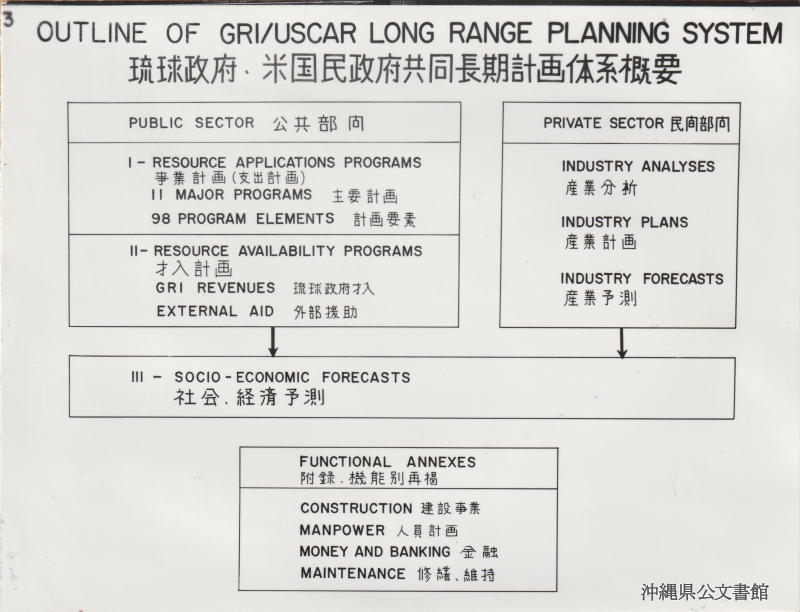 3
OUTLINE OF GRI/USCAR LONG RANGE PLANNING SYSTEM
琉球政府・米国民政府共同長期計画体系概要
PUBLIC SECTOR 公共部向
PRIVATE SECTOR 民间部向
I - RESOURCE APPLICATIONS PROGRAMS
事業計画(支出計画)
11 MAJOR PROGRAMS 主要計画
98 PROGRAM ELEMENTS 計画要素
INDUSTRY ANALYSES
産業分析
INDUSTRY PLANS
産業計画
INDUSTRY FORECASTS
産業予測
II- RESOURCE AVAILABILITY PROGRAMS
才入計画
GRI REVENUES 琉球政府才入
EXTERNAL AID 外部援助
III - SOCIO - ECONOMIC FORECASTS
社会、経済予測
FUNCTIONAL ANNEXES
附録、機能別再掲
CONSTRUCTION 建設事業
MANPOWER 人員計画
MONEY AND BANKING 金融
MAINTENANCE 修繕、維持
沖縄県公文書館